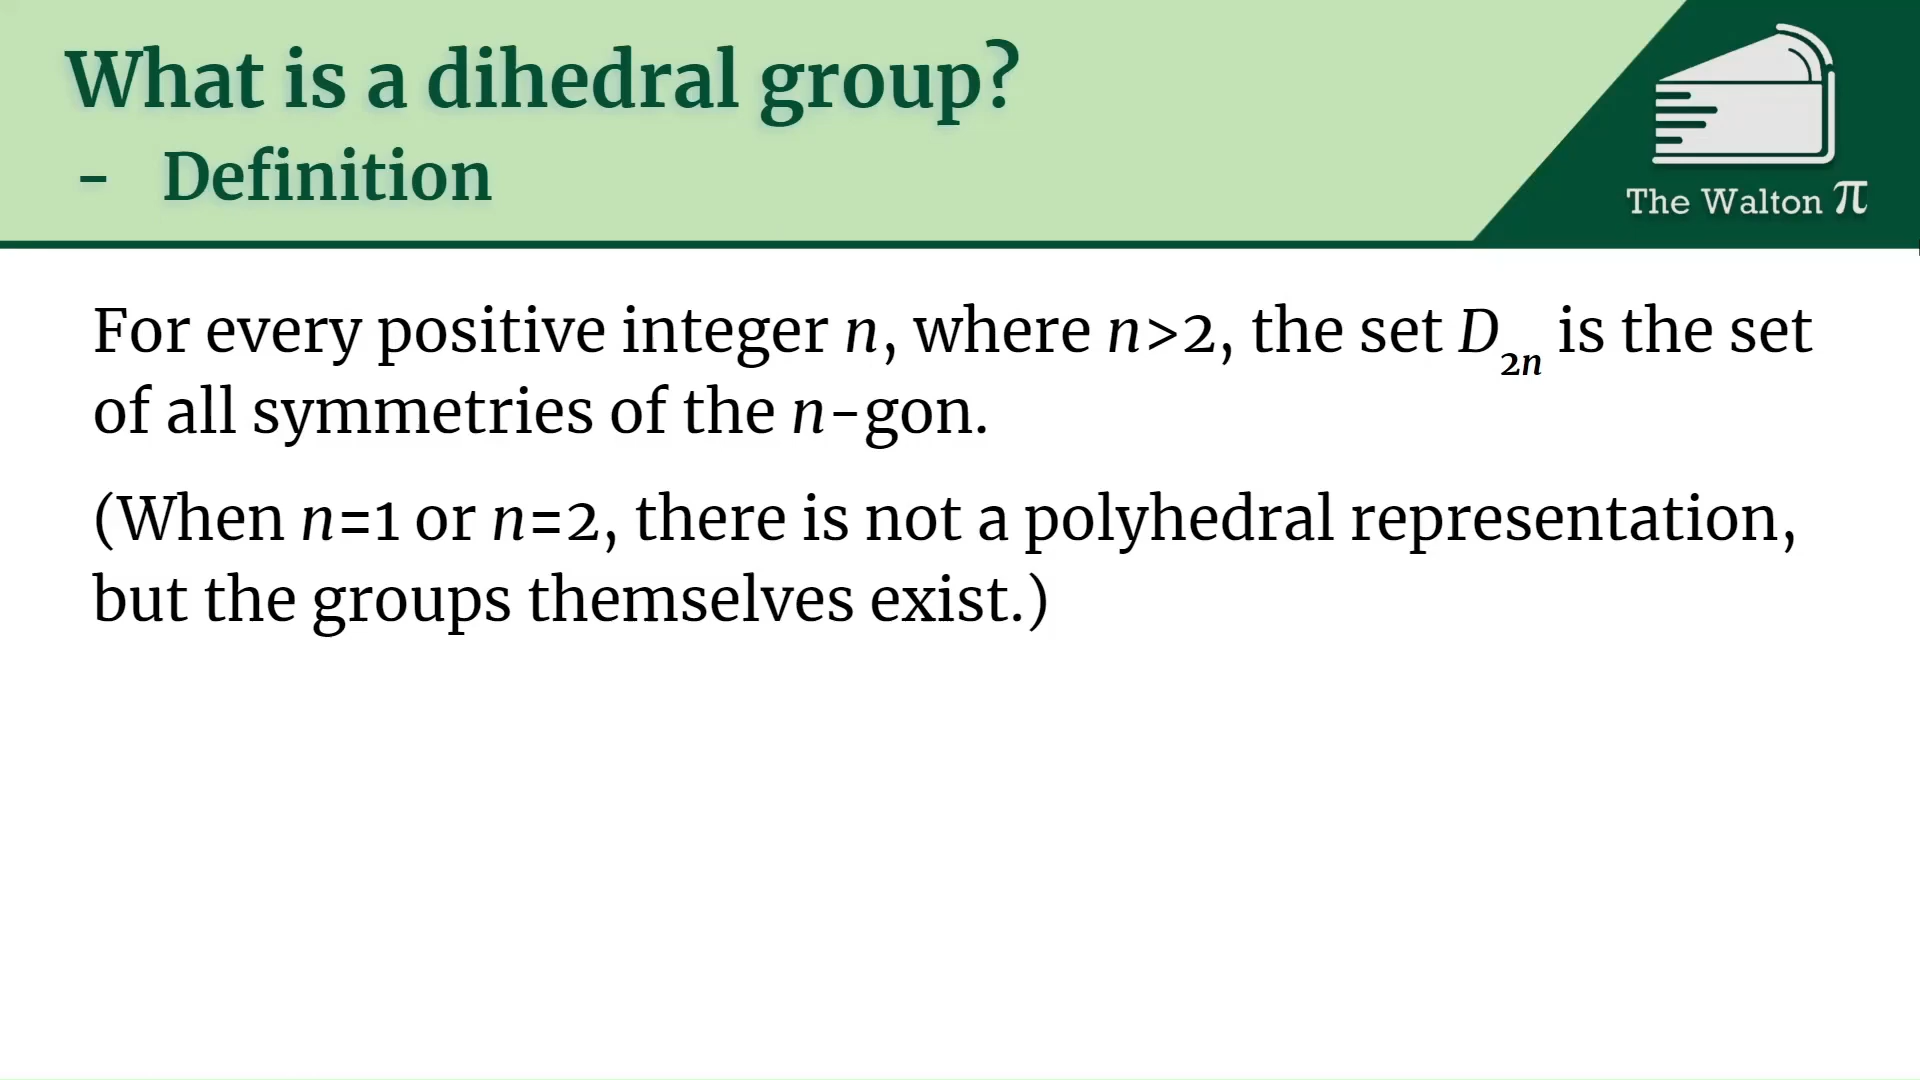 What is a dihedral group?
- Definition
The Walton π
For every positive integer n, where n>2, the set D2n is the set
of all symmetries of the n-gon.
(When n=1 or n=2, there is not a polyhedral representation,
but the groups themselves exist.)